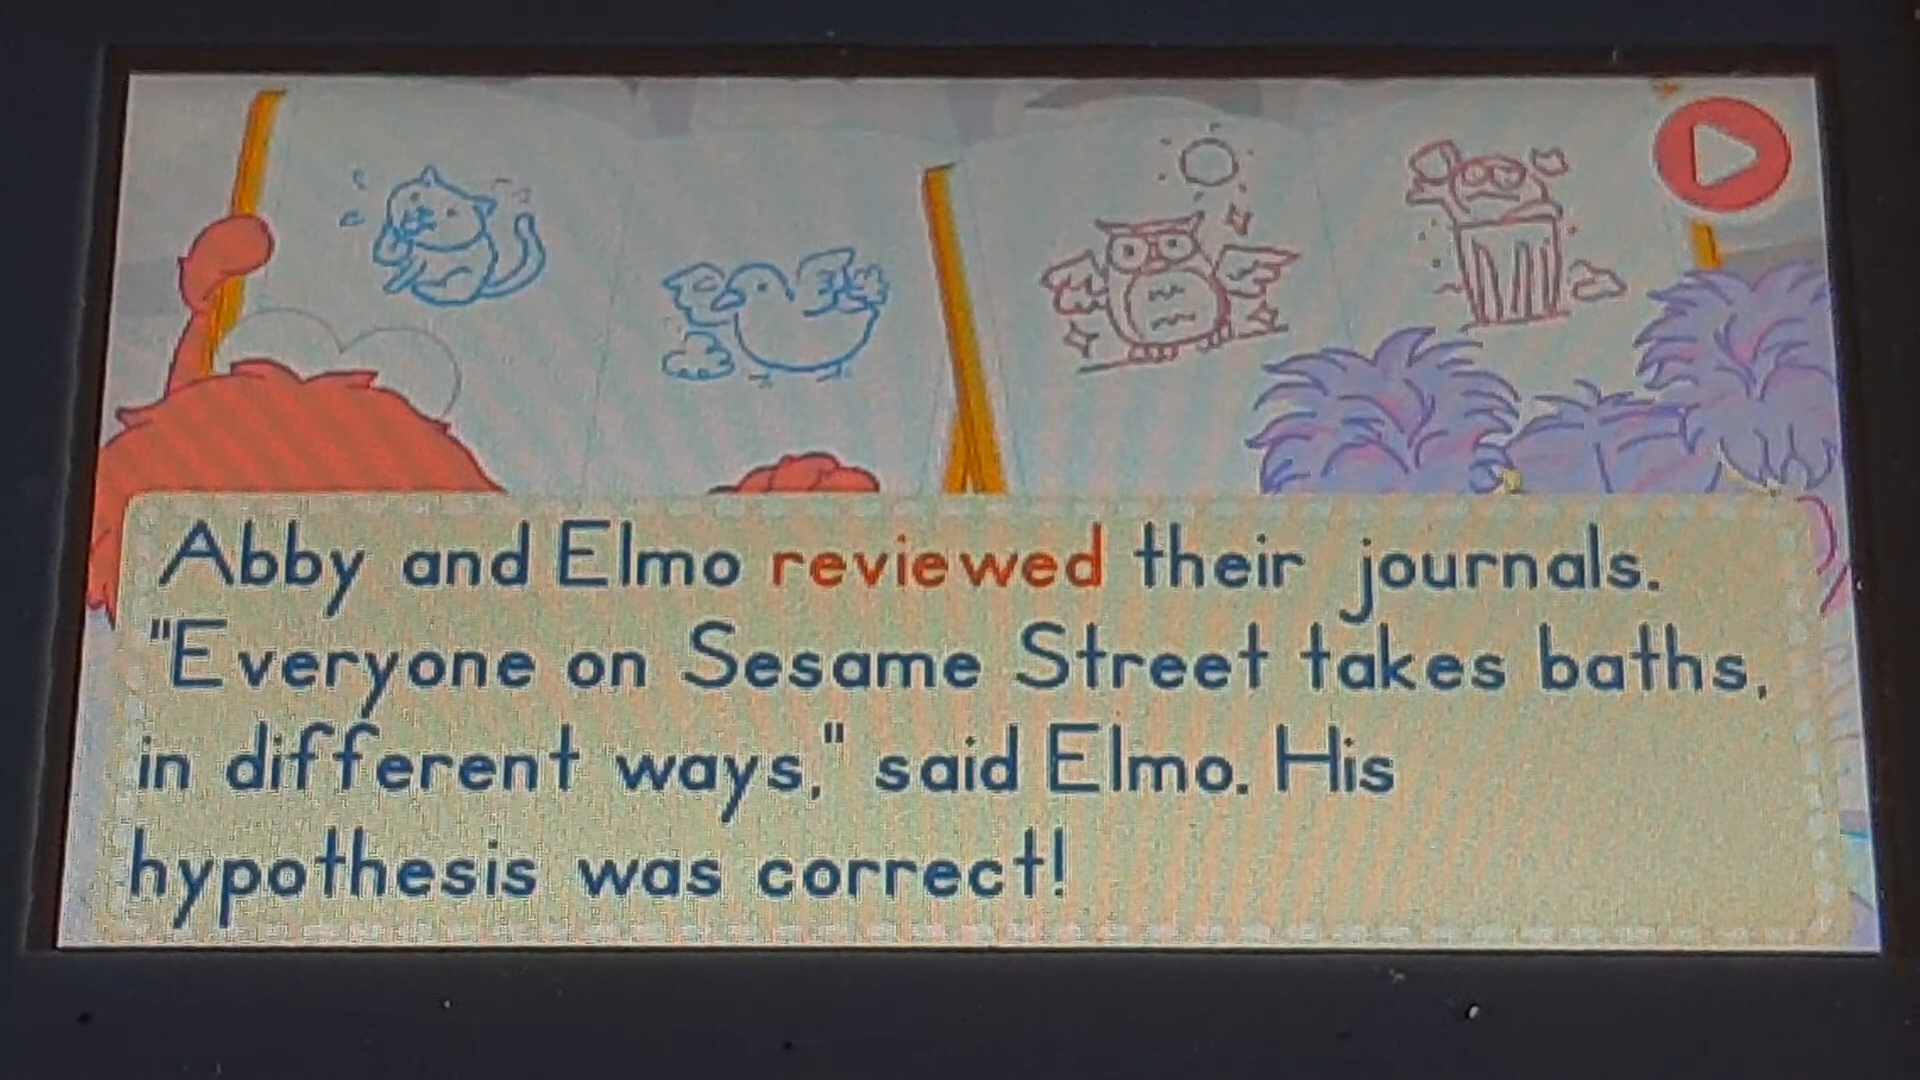 Abby and Elmo reviewed their journals.
"Everyone on Sesame Street takes baths,
in different ways," said Elmo. His
hypothesis was correct!